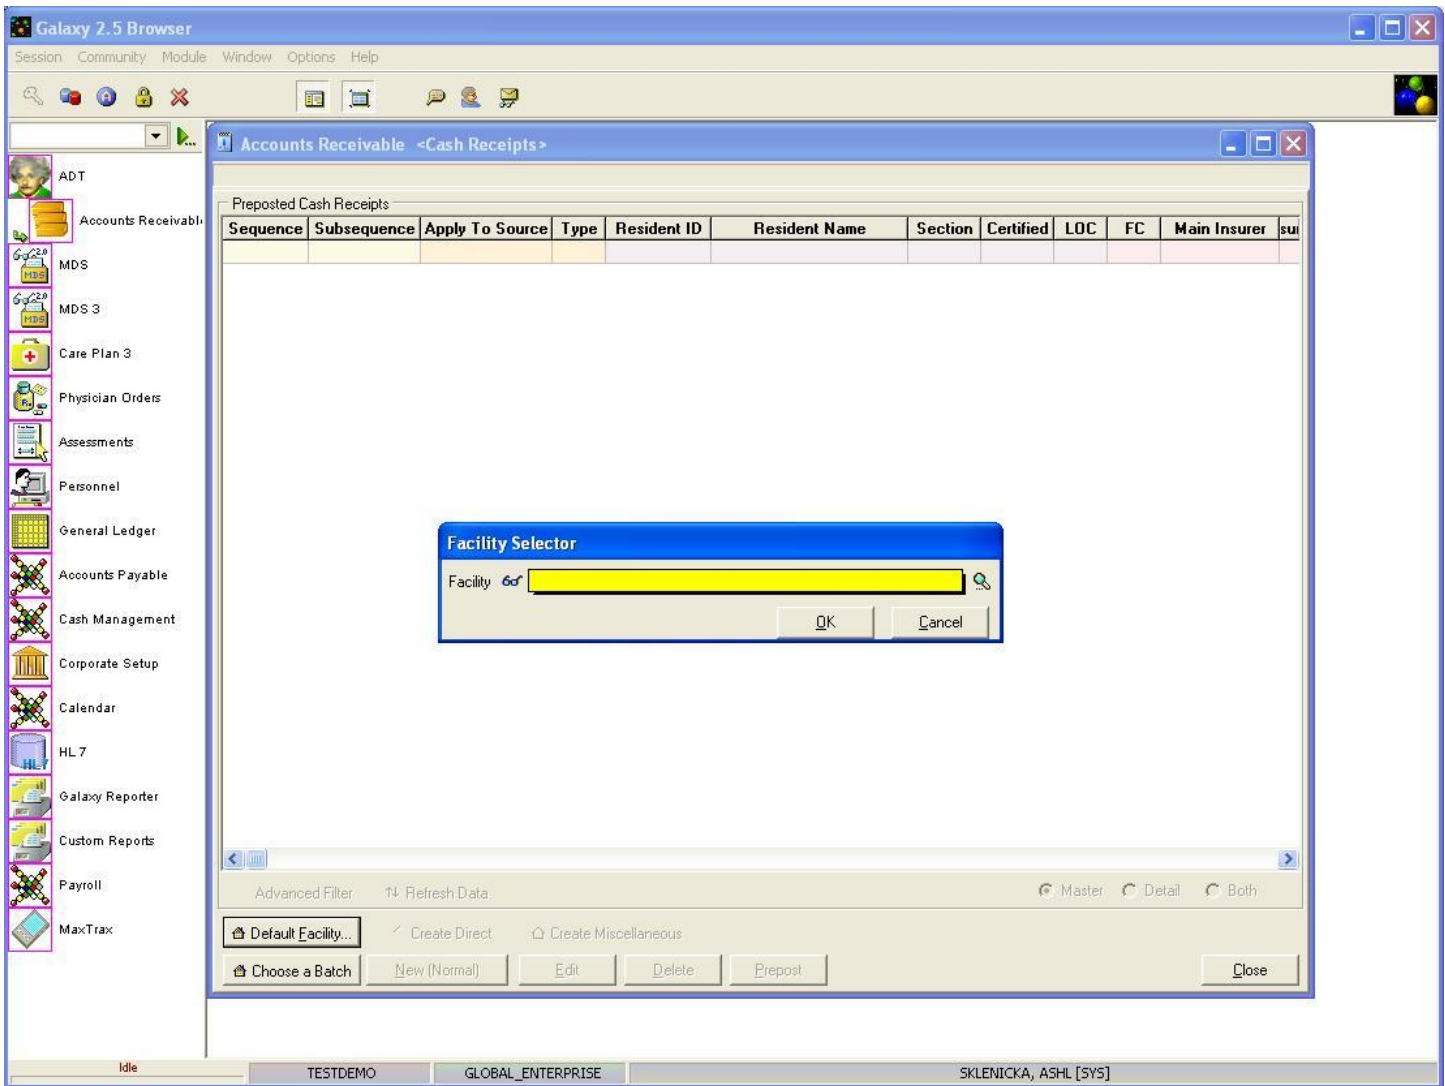 Galaxy 2.5 Browser
Session Community Module Window Options Help
Accounts Receivable <Cash Receipts>
ADT
Accounts Receivabl
MDS
MDS 3
Care Plan 3
Physician Orders
Assessments
Personnel
General Ledger
Accounts Payable
Cash Management
Corporate Setup
Calendar
HL 7
Galaxy Reporter
Custom Reports
Payroll
MaxTrax
Preposted Cash Receipts
Sequence Subsequence Apply To Source Type Resident ID Resident Name Section Certified LOC FC Main Insurer sui
Facility Selector
Facility
OK Cancel
Advanced Filter Refresh Data Master Detail Both
Default Facility... Create Direct Create Miscellaneous
Choose a Batch New (Normal) Edit Delete Prepost Close
Idle TESTDEMO GLOBAL_ENTERPRISE SKLENICKA, ASHL [SYS]